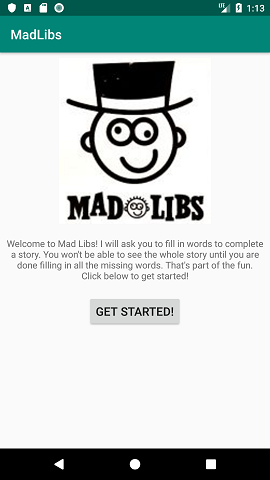 1:13
MadLibs
MAD LIBS
Welcome to Mad Libs! I will ask you to fill in words to complete
a story. You won't be able to see the whole story until you are
done filling in all the missing words. That's part of the fun.
Click below to get started!
GET STARTED!